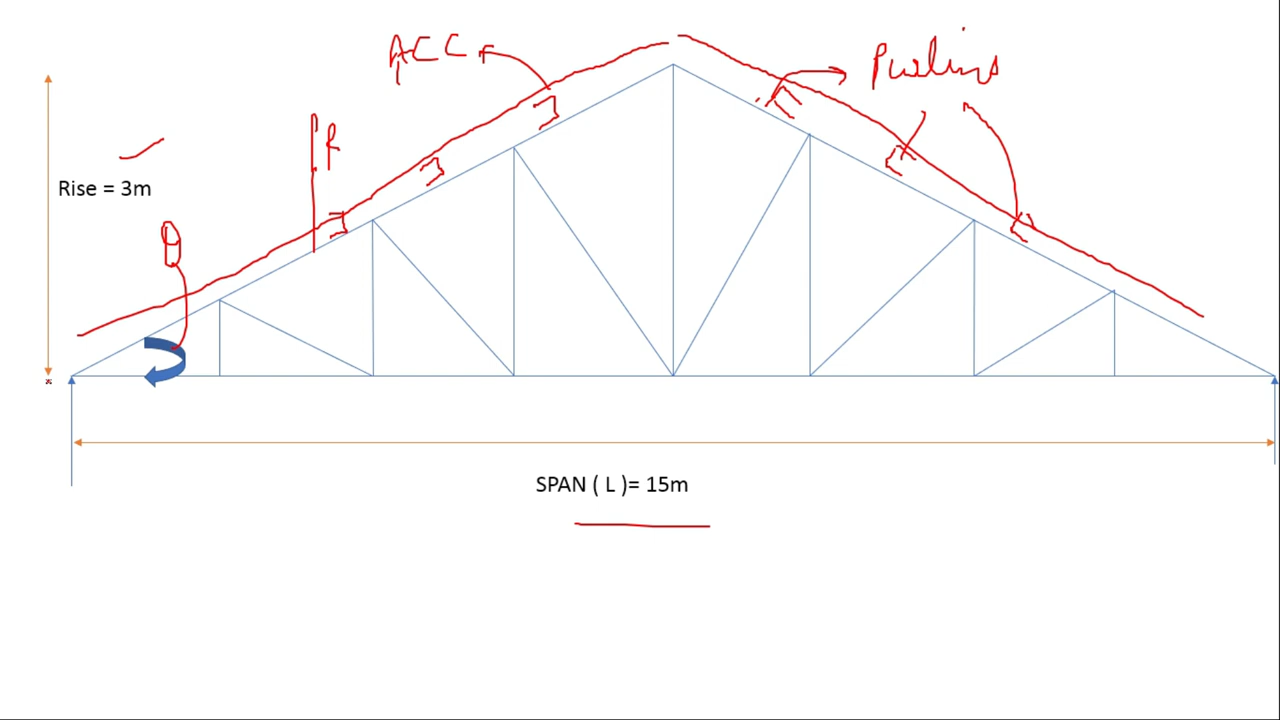 ACC
Purlins
R
Rise = 3m
θ
SPAN ( L )= 15m